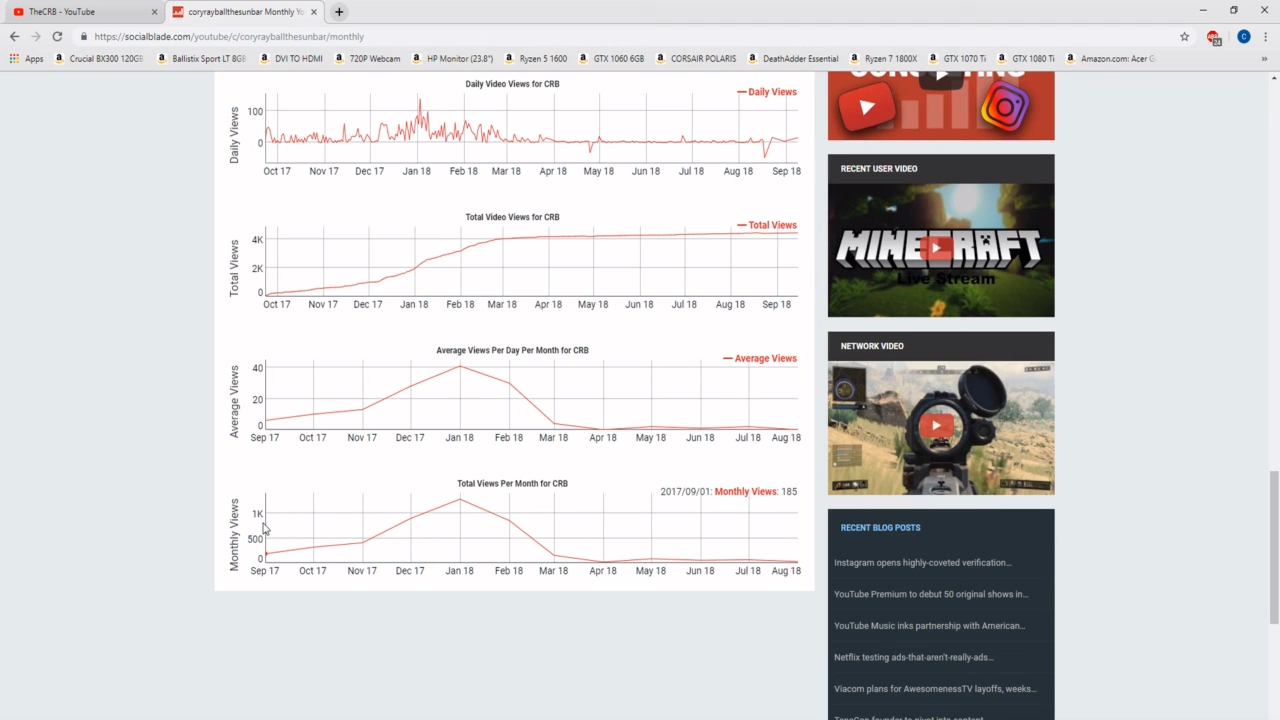 TheCRB - YouTube
coryrayballthesunbar Monthly Yo
https://socialblade.com/youtube/c/coryrayballthesunbar/monthly
Apps
Crucial BX300 120GB
Ballistix Sport LT 8GB
DVI TO HDMI
720P Webcam
HP Monitor (23.8")
Ryzen 5 1600
GTX 1060 6GB
CORSAIR POLARIS
DeathAdder Essential
Ryzen 7 1800X
GTX 1070 Ti
GTX 1080 Ti
Amazon.com: Acer G
Daily Video Views for CRB
Daily Views
Daily Views
100
0
Oct 17 Nov 17 Dec 17 Jan 18 Feb 18 Mar 18 Apr 18 May 18 Jun 18 Jul 18 Aug 18 Sep 18
Total Video Views for CRB
Total Views
4K
2K
0
Oct 17 Nov 17 Dec 17 Jan 18 Feb 18 Mar 18 Apr 18 May 18 Jun 18 Jul 18 Aug 18 Sep 18
Average Views Per Day Per Month for CRB
Average Views
Average Views
40
20
0
Sep 17 Oct 17 Nov 17 Dec 17 Jan 18 Feb 18 Mar 18 Apr 18 May 18 Jun 18 Jul 18 Aug 18
Total Views Per Month for CRB
2017/09/01: Monthly Views: 185
1K
500
0
Oct 17 Nov 17 Dec 17 Jan 18 Feb 18 Mar 18 Apr 18 May 18 Jun 18 Jul 18 Aug 18
RECENT USER VIDEO
MINECRAFT
Live Stream
NETWORK VIDEO
RECENT BLOG POSTS
Instagram opens highly-coveted verification…
YouTube Premium to debut 50 original shows in…
YouTube Music inks partnership with American…
Netflix testing ads-that-aren't-really-ads…
Viacom plans for AwesomenessTV layoffs, weeks…